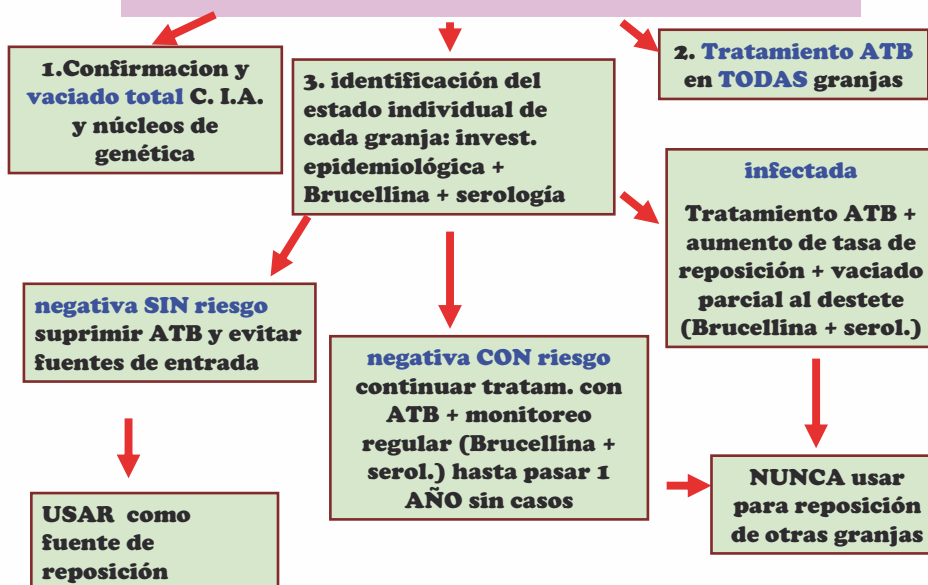 1.Confirmacion y
vaciado total C. I.A.
y núcleos de
genética
3. identificación del
estado individual de
cada granja: invest.
epidemiológica +
Brucellina + serología
2. Tratamiento ATB
en TODAS granjas
infectada
Tratamiento ATB +
aumento de tasa de
reposición + vaciado
parcial al destete
(Brucellina + serol.)
negativa SIN riesgo
suprimir ATB y evitar
fuentes de entrada
negativa CON riesgo
continuar tratam. con
ATB + monitoreo
regular (Brucellina +
serol.) hasta pasar 1
AÑO sin casos
NUNCA usar
para reposición
de otras granjas
USAR como
fuente de
reposición